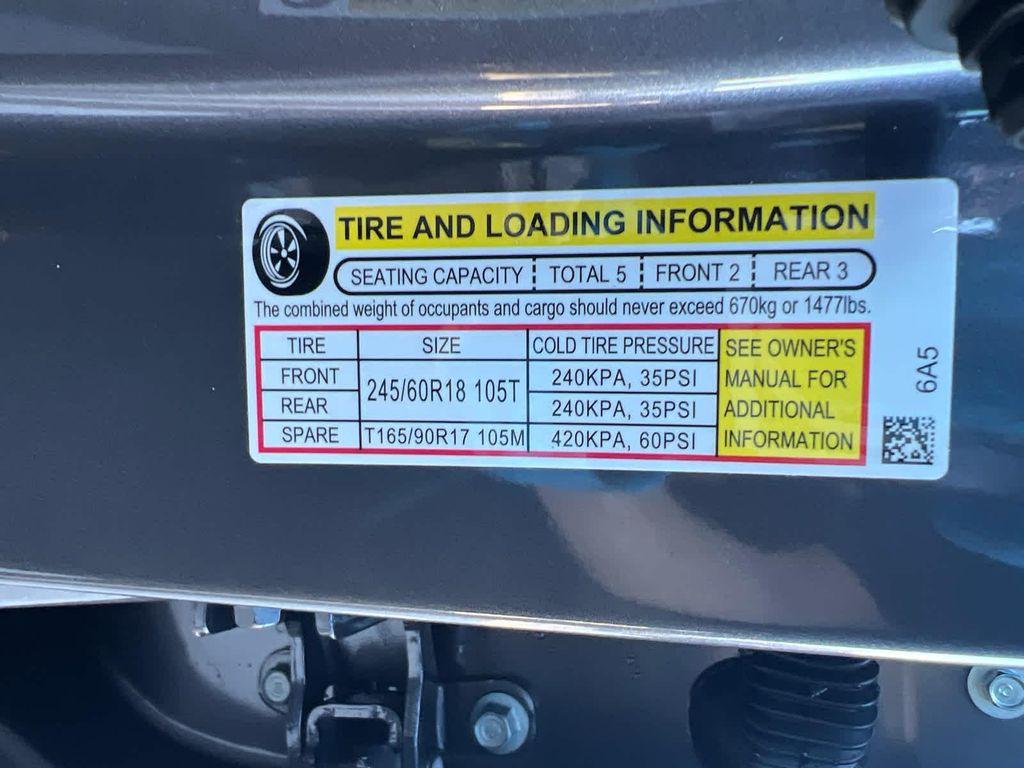 TIRE AND LOADING INFORMATION
SEATING CAPACITY TOTAL 5 FRONT 2 REAR 3
The combined weight of occupants and cargo should never exceed 670kg or 1477lbs.
TIRE SIZE COLD TIRE PRESSURE
FRONT 245/60R18 105T 240KPA, 35PSI
REAR 240KPA, 35PSI
SPARE T165/90R17 105M 420KPA, 60PSI
SEE OWNER'S
MANUAL FOR
ADDITIONAL
INFORMATION
6A5